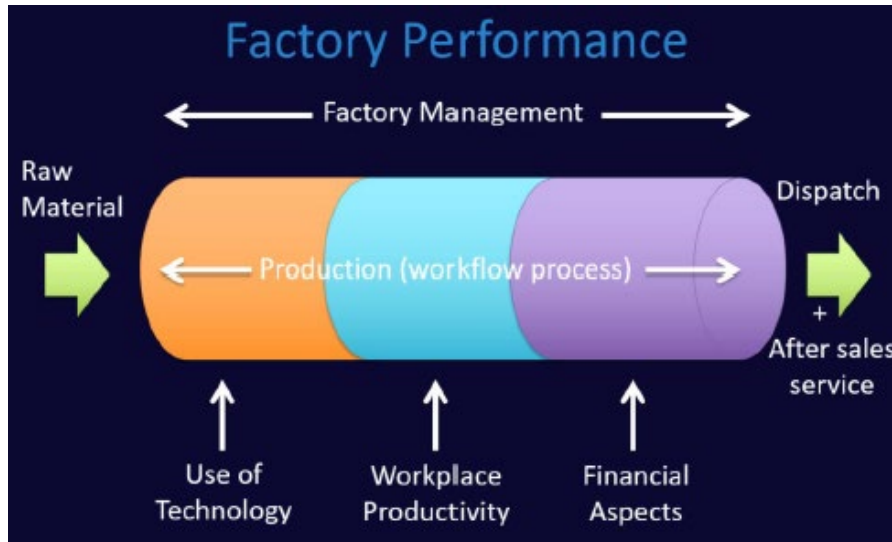 Factory Performance
Factory Management
Raw
Material
Production (workflow process)
Dispatch
+
After sales
service
Use of
Technology
Workplace
Productivity
Financial
Aspects